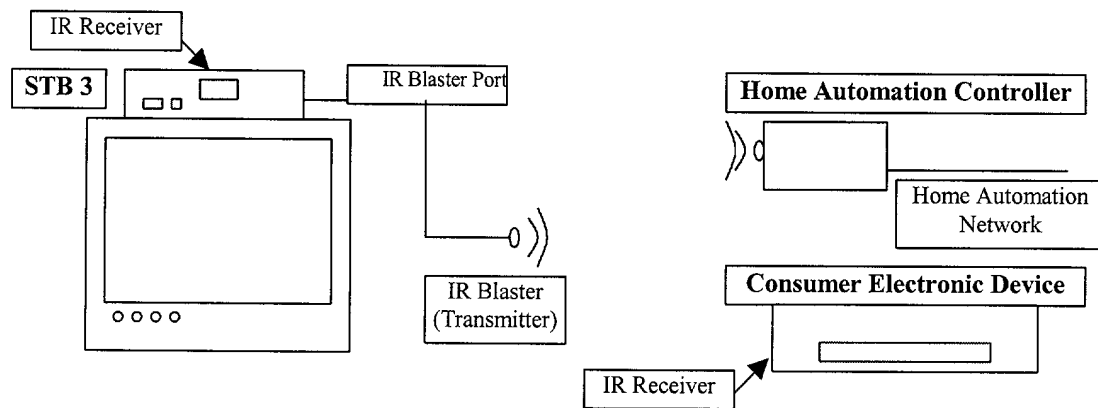 IR Receiver
STB 3
IR Blaster Port
Home Automation Controller
Home Automation
Network
Consumer Electronic Device
IR Blaster
(Transmitter)
IR Receiver